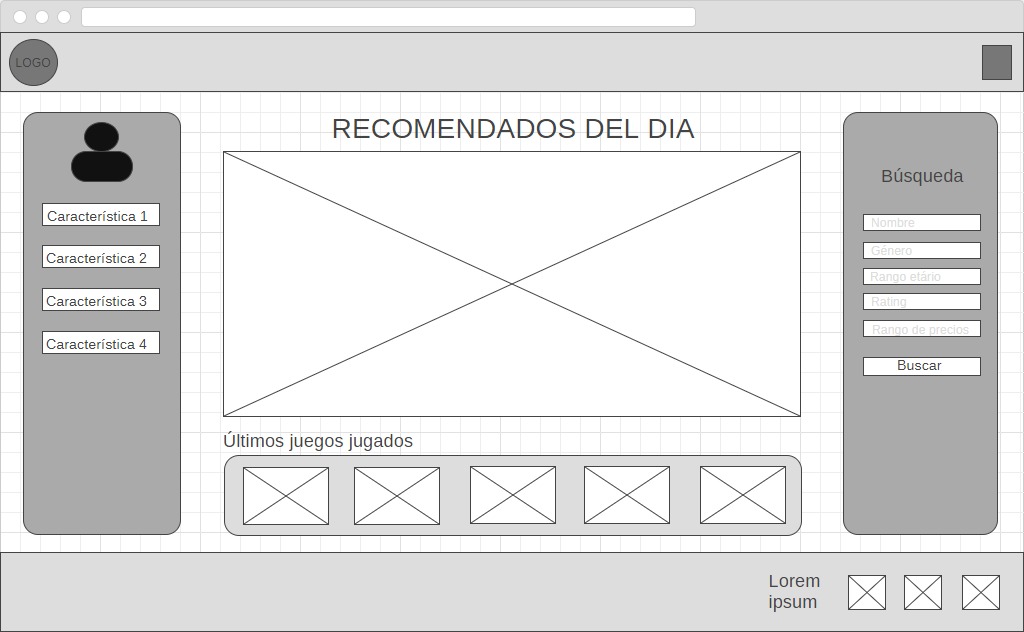 LOGO
RECOMENDADOS DEL DIA
Característica 1
Característica 2
Característica 3
Característica 4
Búsqueda
Nombre
Género
Rango etário
Rating
Rango de precios
Buscar
Últimos juegos jugados
Lorem
ipsum